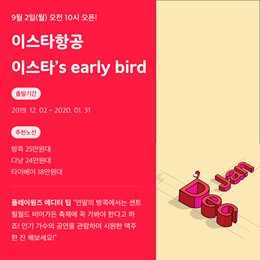 9월 2일(월) 오전 10시 오픈!
이스타항공
이스타's early bird
출발기간
2019. 12. 02 ~ 2020. 01. 31
추천노선
방콕 25만원대
다낭 24만원대
타이베이 18만원대
플레이윙즈 에디터 팁 "연말의 방콕에서는 센트
럴월드 비어가든 축제에 꼭 가봐야 한다고 하
죠! 인기 가수의 공연을 관람하며 시원한 맥주
한 잔 해보세요!"
Jan
Dec